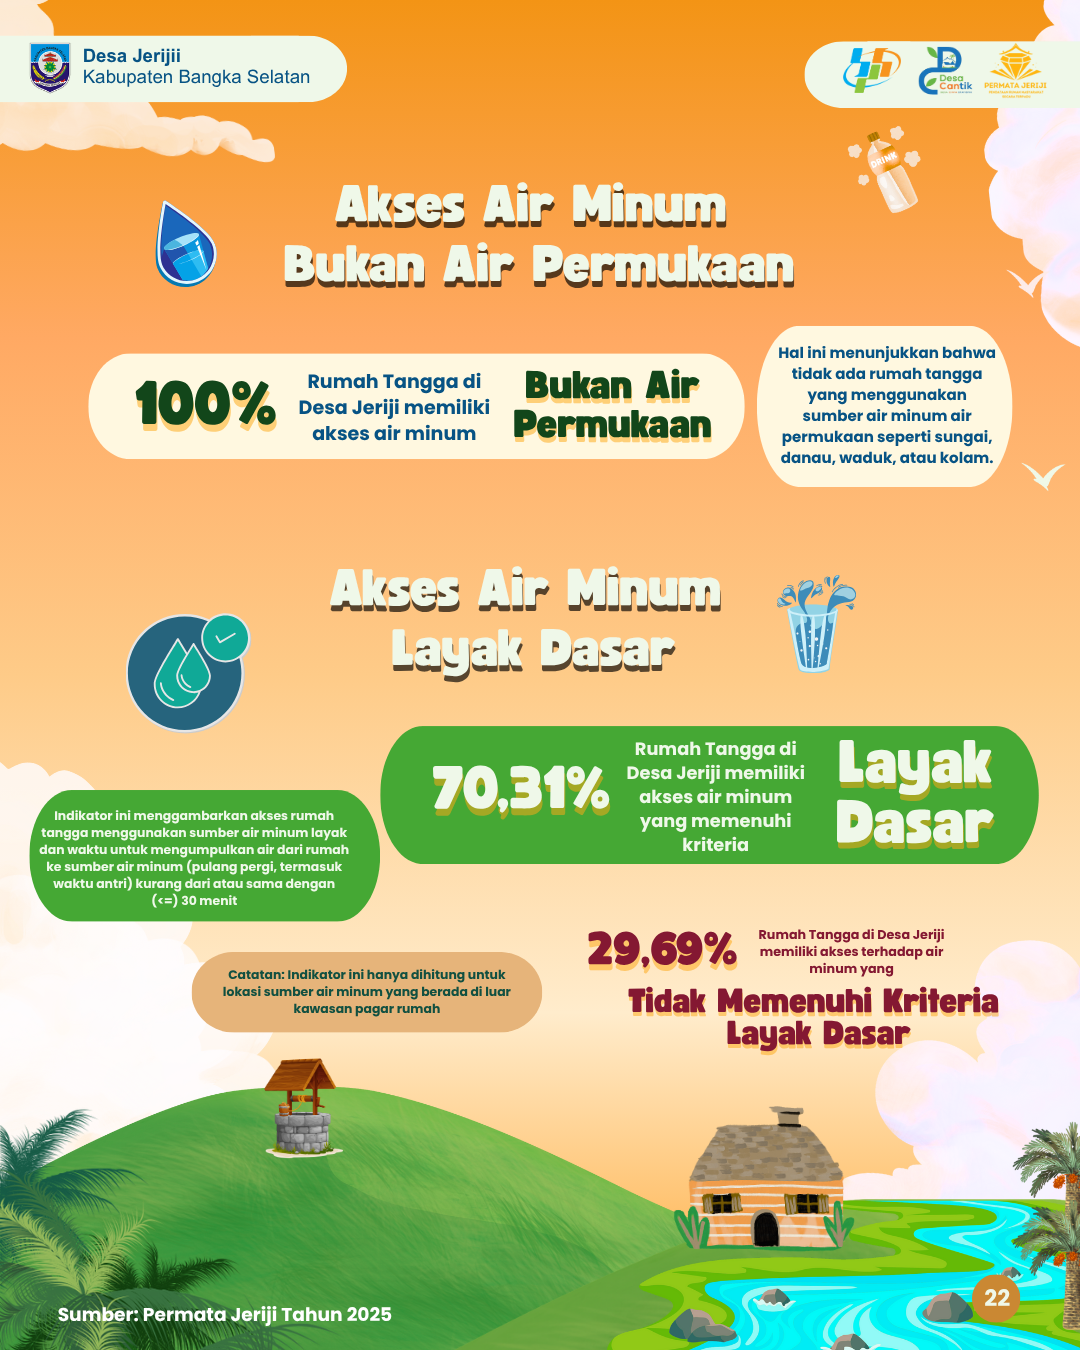 Desa Jerijii
Kabupaten Bangka Selatan
Desa
Cantik
PERMATA JERIJI
DRINK
Akses Air Minum
Bukan Air Permukaan
100%
Rumah Tangga di
Desa Jeriji memiliki
akses air minum
Bukan Air
Permukaan
Hal ini menunjukkan bahwa
tidak ada rumah tangga
yang menggunakan
sumber air minum air
permukaan seperti sungai,
danau, waduk, atau kolam.
Akses Air Minum
Layak Dasar
70,31%
Rumah Tangga di
Desa Jeriji memiliki
akses air minum
yang memenuhi
kriteria
Layak
Dasar
Indikator ini menggambarkan akses rumah
tangga menggunakan sumber air minum layak
dan waktu untuk mengumpulkan air dari rumah
ke sumber air minum (pulang pergi, termasuk
waktu antri) kurang dari atau sama dengan
(<=) 30 menit
29,69%
Rumah Tangga di Desa Jeriji
memiliki akses terhadap air
minum yang
Tidak Memenuhi Kriteria
Layak Dasar
Catatan: Indikator ini hanya dihitung untuk
lokasi sumber air minum yang berada di luar
kawasan pagar rumah
Sumber: Permata Jeriji Tahun 2025
22